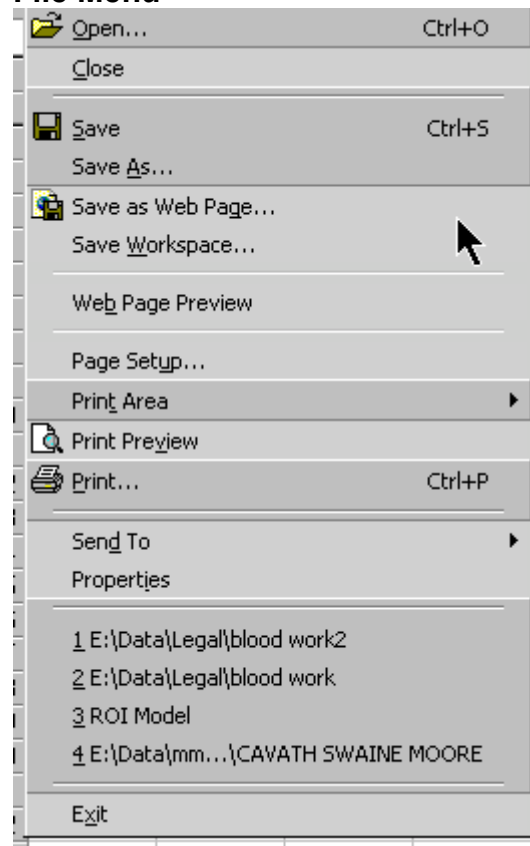 File Menu
Open... Ctrl+O
Close
Save Ctrl+S
Save As...
Save as Web Page...
Save Workspace...
Web Page Preview
Page Setup...
Print Area
Print Preview
Print... Ctrl+P
Send To
Properties
1 E:\Data\Legal\blood work2
2 E:\Data\Legal\blood work
3 ROI Model
4 E:\Data\mm...\CAVATH SWAINE MOORE
Exit